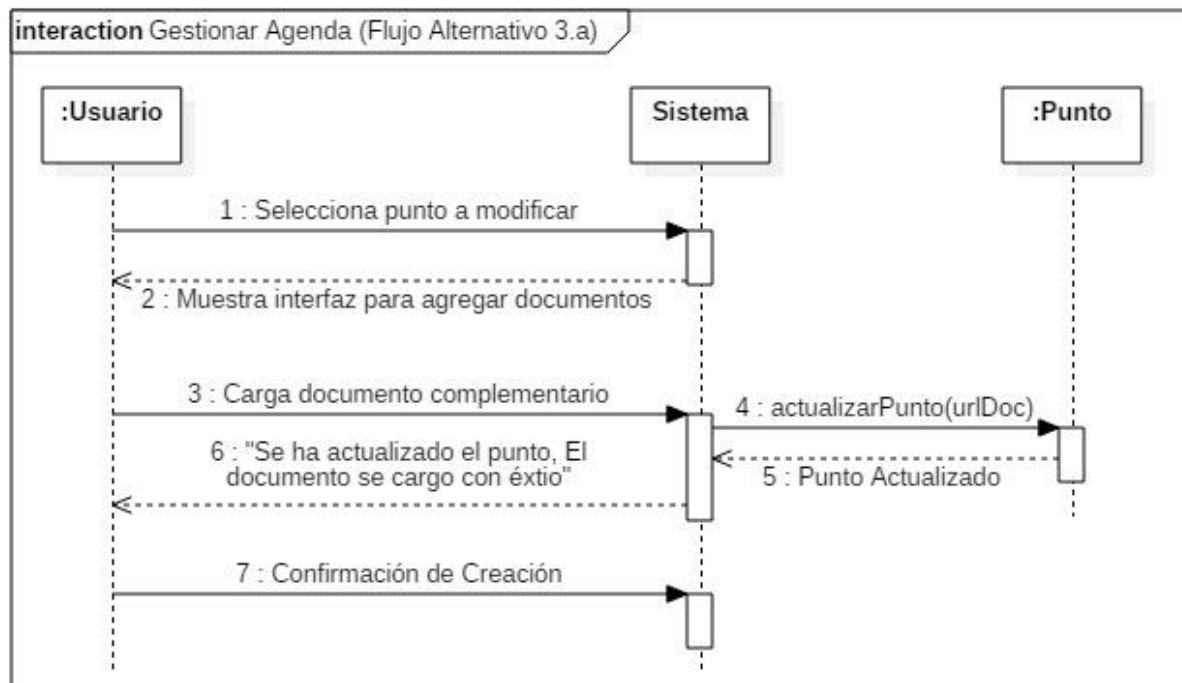 interaction Gestionar Agenda (Flujo Alternativo 3.a)
:Usuario
Sistema
:Punto
1 : Selecciona punto a modificar
2 : Muestra interfaz para agregar documentos
3 : Carga documento complementario
4 : actualizarPunto(urlDoc)
6 : "Se ha actualizado el punto, El
documento se cargo con éxtio"
5 : Punto Actualizado
7 : Confirmación de Creación